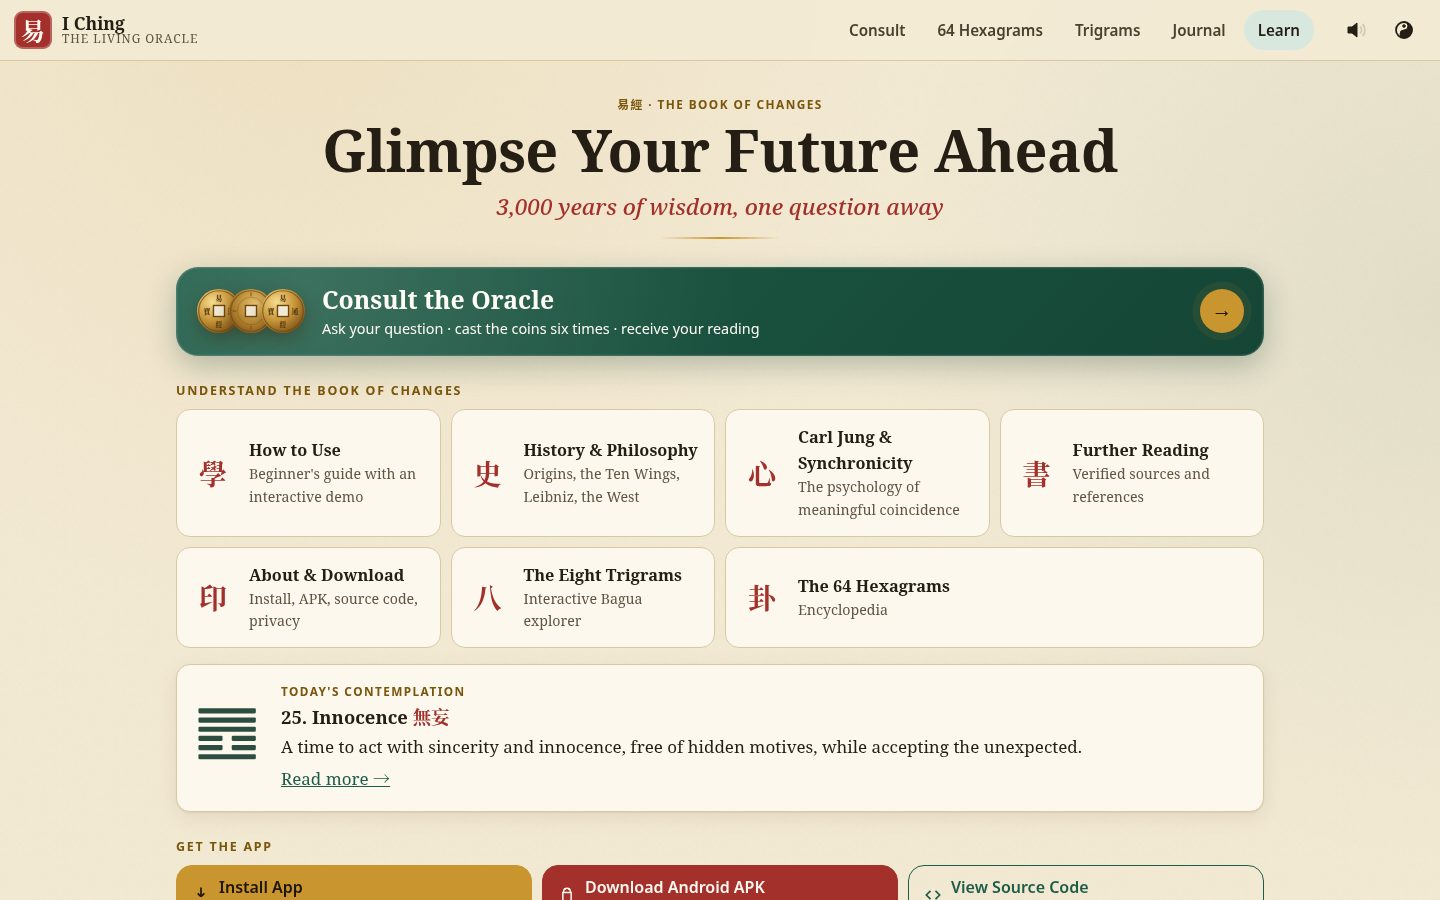 易
I Ching
THE LIVING ORACLE
Consult
64 Hexagrams
Trigrams
Journal
Learn
易經 · THE BOOK OF CHANGES
Glimpse Your Future Ahead
3,000 years of wisdom, one question away
Consult the Oracle
Ask your question · cast the coins six times · receive your reading
→
UNDERSTAND THE BOOK OF CHANGES
學
How to Use
Beginner's guide with an
interactive demo
史
History & Philosophy
Origins, the Ten Wings,
Leibniz, the West
心
Carl Jung &
Synchronicity
The psychology of
meaningful coincidence
書
Further Reading
Verified sources and
references
印
About & Download
Install, APK, source code,
privacy
八
The Eight Trigrams
Interactive Bagua
explorer
卦
The 64 Hexagrams
Encyclopedia
TODAY'S CONTEMPLATION
25. Innocence 無妄
A time to act with sincerity and innocence, free of hidden motives, while accepting the unexpected.
Read more →
GET THE APP
Install App
Download Android APK
View Source Code